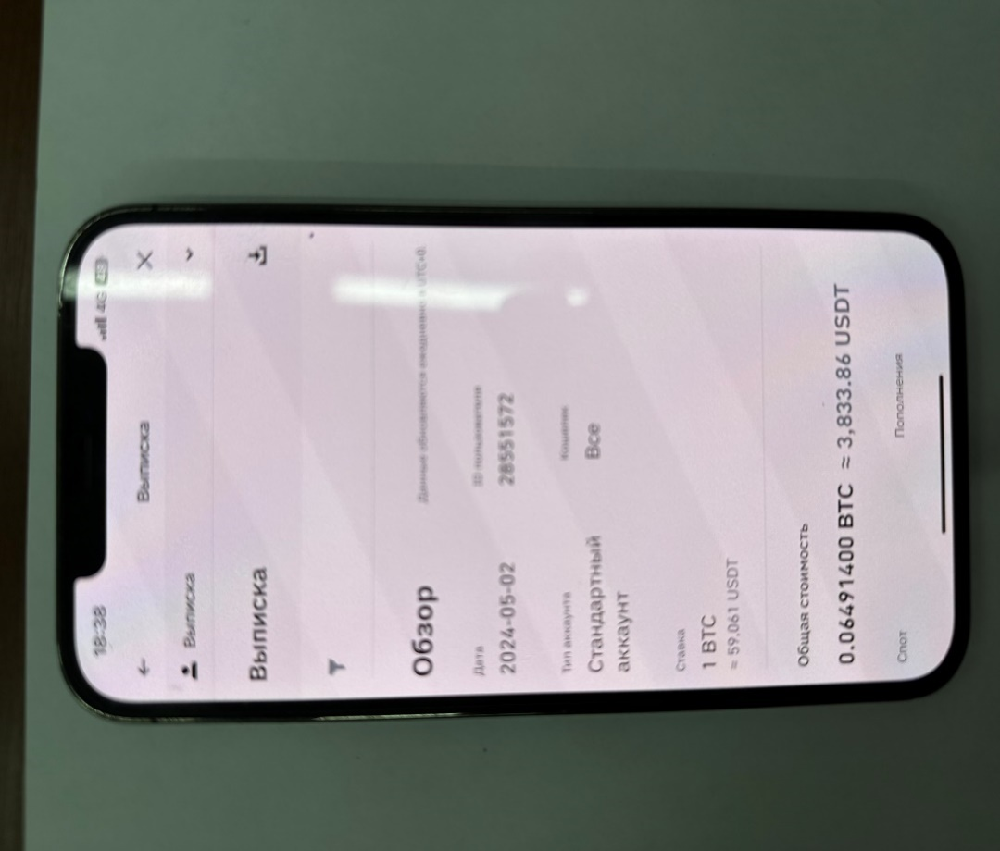 18:38
4G 49
Выписка
Выписка
Выписка
Обзор
Данные обновляются ежедневно в UTC+0.
Дата
ID пользователя
2024-05-02
28551572
Тип аккаунта
Кошелек
Стандартный
аккаунт
Все
Ставка
1 BTC
≈ 59,061 USDT
Общая стоимость
0.06491400 BTC ≈ 3,833.86 USDT
Спот
Пополнения